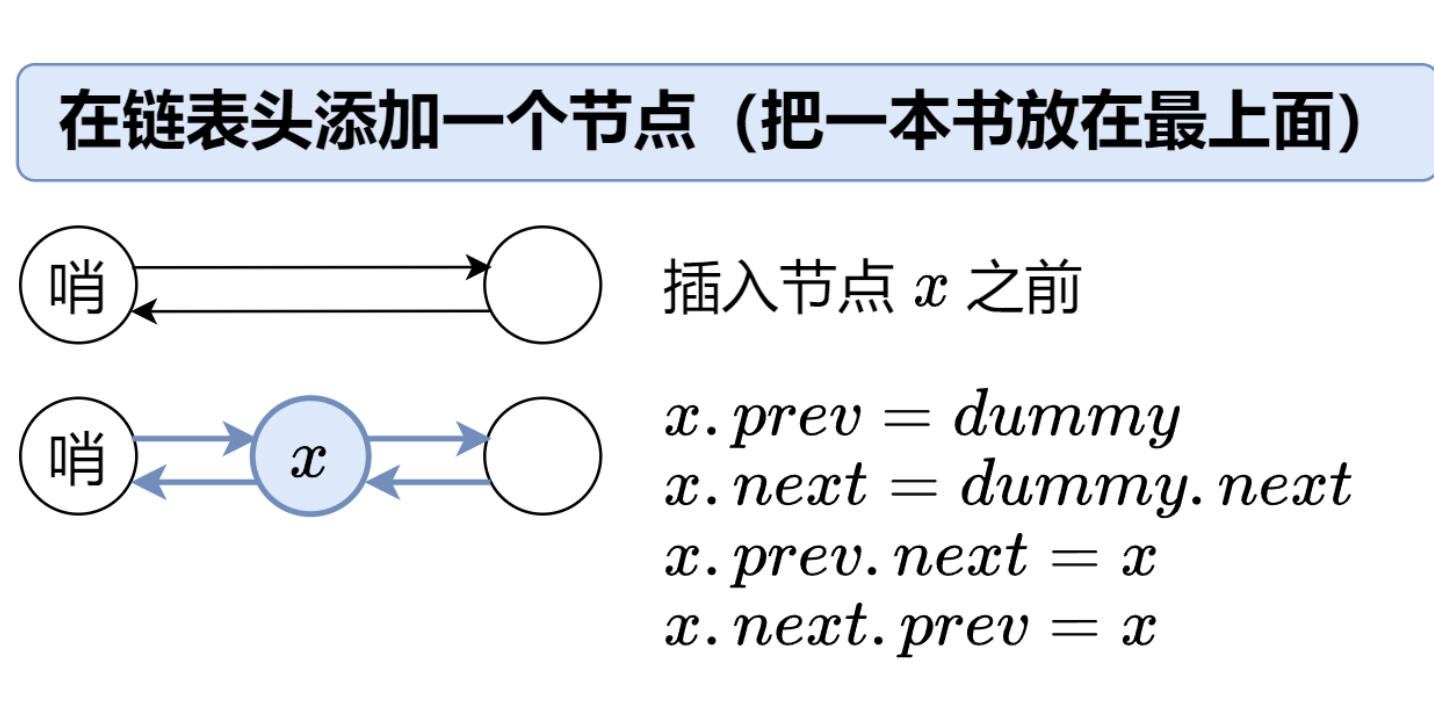 在链表头添加一个节点（把一本书放在最上面）
哨
插入节点 x 之前
哨
x
x.prev = dummy
x.next = dummy.next
x.prev.next = x
x.next.prev = x